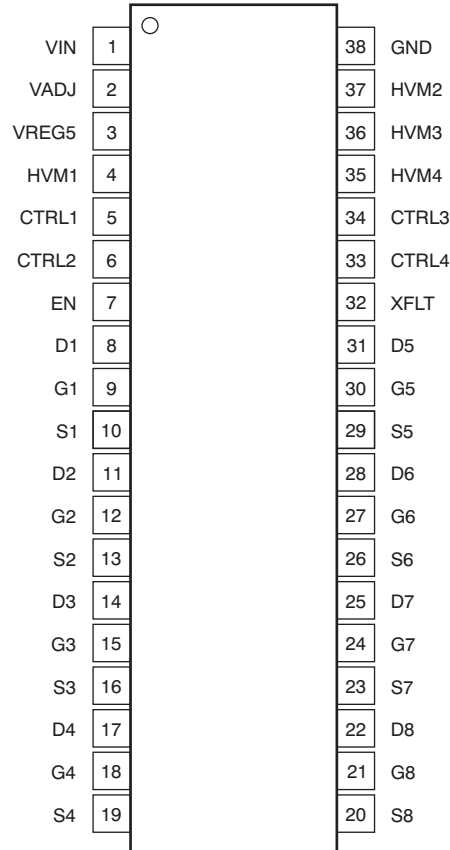 VIN 1 38 GND
VADJ 2 37 HVM2
VREG5 3 36 HVM3
HVM1 4 35 HVM4
CTRL1 5 34 CTRL3
CTRL2 6 33 CTRL4
EN 7 32 XFLT
D1 8 31 D5
G1 9 30 G5
S1 10 29 S5
D2 11 28 D6
G2 12 27 G6
S2 13 26 S6
D3 14 25 D7
G3 15 24 G7
S3 16 23 S7
D4 17 22 D8
G4 18 21 G8
S4 19 20 S8